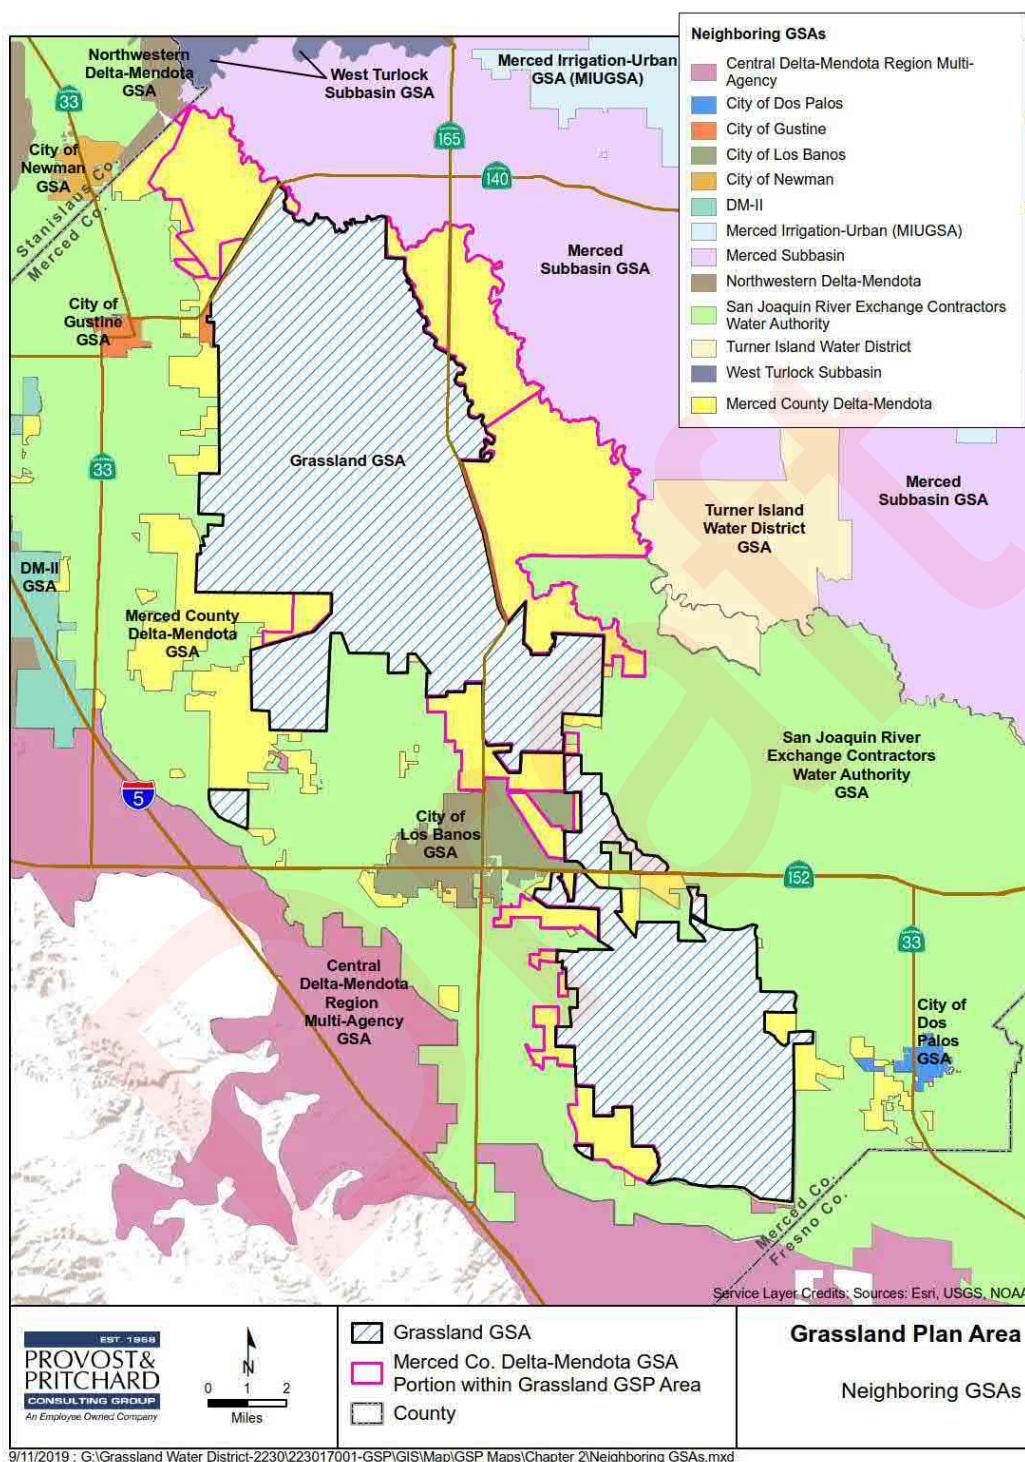 Neighboring GSAs
Central Delta-Mendota Region Multi-
Agency
City of Dos Palos
City of Gustine
City of Los Banos
City of Newman
DM-II
Merced Irrigation-Urban (MIUGSA)
Merced Subbasin
Northwestern Delta-Mendota
San Joaquin River Exchange Contractors
Water Authority
Turner Island Water District
West Turlock Subbasin
Merced County Delta-Mendota
Northwestern
Delta-Mendota
GSA
West Turlock
Subbasin GSA
Merced Irrigation-Urban
GSA (MIUGSA)
33
165
140
City of
Newman
GSA
Stanislaus Co.
Merced Co.
Merced
Subbasin GSA
City of
Gustine
GSA
33
Grassland GSA
Merced
Subbasin GSA
Turner Island
Water District
GSA
DM-II
GSA
Merced County
Delta-Mendota
GSA
San Joaquin River
Exchange Contractors
Water Authority
GSA
5
City of
Los Banos
GSA
152
33
Central
Delta-Mendota
Region
Multi-Agency
GSA
City of
Dos
Palos
GSA
Merced Co.
Fresno Co.
Draft
Service Layer Credits: Sources: Esri, USGS, NOAA
EST. 1968
PROVOST&
PRITCHARD
CONSULTING GROUP
An Employee Owned Company
N
0 1 2
Miles
Grassland GSA
Merced Co. Delta-Mendota GSA
Portion within Grassland GSP Area
County
Grassland Plan Area
Neighboring GSAs
9/11/2019 : G:\Grassland Water District-2230\223017001-GSP\GIS\Map\GSP Maps\Chapter 2\Neighboring GSAs.mxd